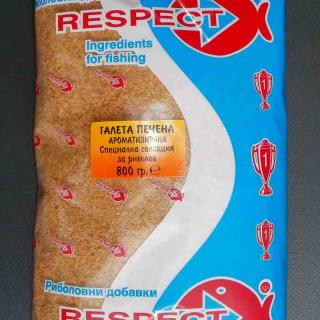 RESPECT
Ingredients
for fishing
ГАЛЕТА ПЕЧЕНА
АРОМАТИЗИРАНА
Специална селекция
за риболов
800 гр. ℮
Риболовни добавки
®
RESPECT